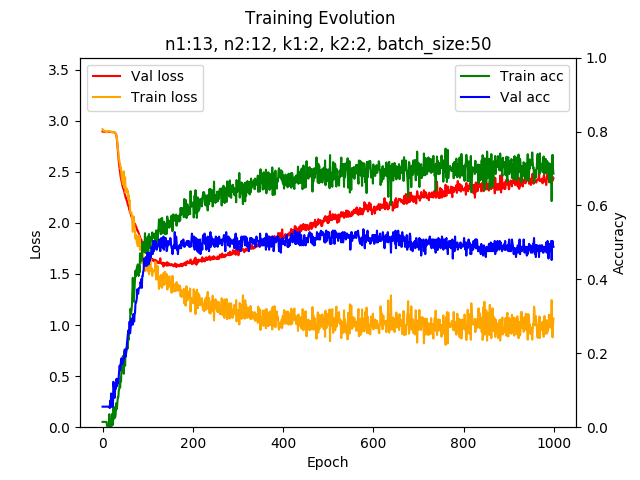 Training Evolution
n1:13, n2:12, k1:2, k2:2, batch_size:50
Val loss
Train loss
Train acc
Val acc
3.5
3.0
2.5
2.0
1.5
1.0
0.5
0.0
Loss
1.0
0.8
0.6
0.4
0.2
0.0
Accuracy
0
200
400
600
800
1000
Epoch